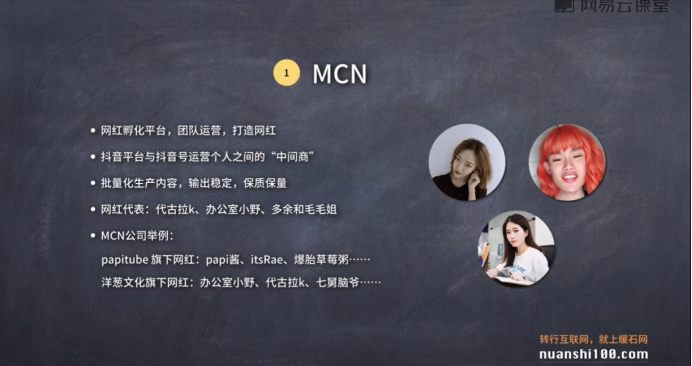 网易云课堂
1 MCN
• 网红孵化平台，团队运营，打造网红
• 抖音平台与抖音号运营个人之间的“中间商”
• 批量化生产内容，输出稳定，保质保量
• 网红代表：代古拉k、办公室小野、多余和毛毛姐
• MCN公司举例：
papitube 旗下网红：papi酱、itsRae、爆胎草莓粥……
洋葱文化旗下网红：办公室小野、代古拉k、七舅脑爷……
转行互联网，就上暖石网
nuanshi100.com